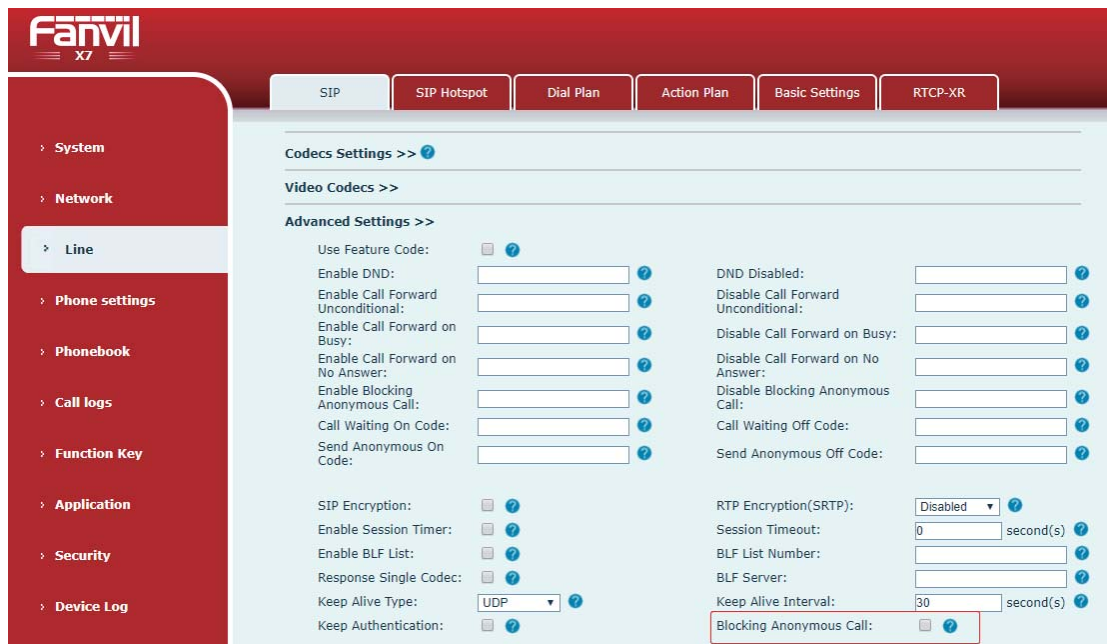 Fanvil
X7
SIP
SIP Hotspot
Dial Plan
Action Plan
Basic Settings
RTCP-XR
› System
› Network
› Line
› Phone settings
› Phonebook
› Call logs
› Function Key
› Application
› Security
› Device Log
Codecs Settings >> ?
Video Codecs >>
Advanced Settings >>
Use Feature Code: ?
Enable DND: ? DND Disabled: ?
Enable Call Forward
Unconditional: ?
Disable Call Forward
Unconditional: ?
Enable Call Forward on
Busy: ?
Disable Call Forward on Busy: ?
Enable Call Forward on
No Answer: ?
Disable Call Forward on No
Answer: ?
Enable Blocking
Anonymous Call: ?
Disable Blocking Anonymous
Call: ?
Call Waiting On Code: ? Call Waiting Off Code: ?
Send Anonymous On
Code: ?
Send Anonymous Off Code: ?
SIP Encryption: ? RTP Encryption(SRTP): Disabled ▼ ?
Enable Session Timer: ? Session Timeout: 0 second(s) ?
Enable BLF List: ? BLF List Number: ?
Response Single Codec: ? BLF Server: ?
Keep Alive Type: UDP ▼ ? Keep Alive Interval: 30 second(s) ?
Keep Authentication: ? Blocking Anonymous Call: ?